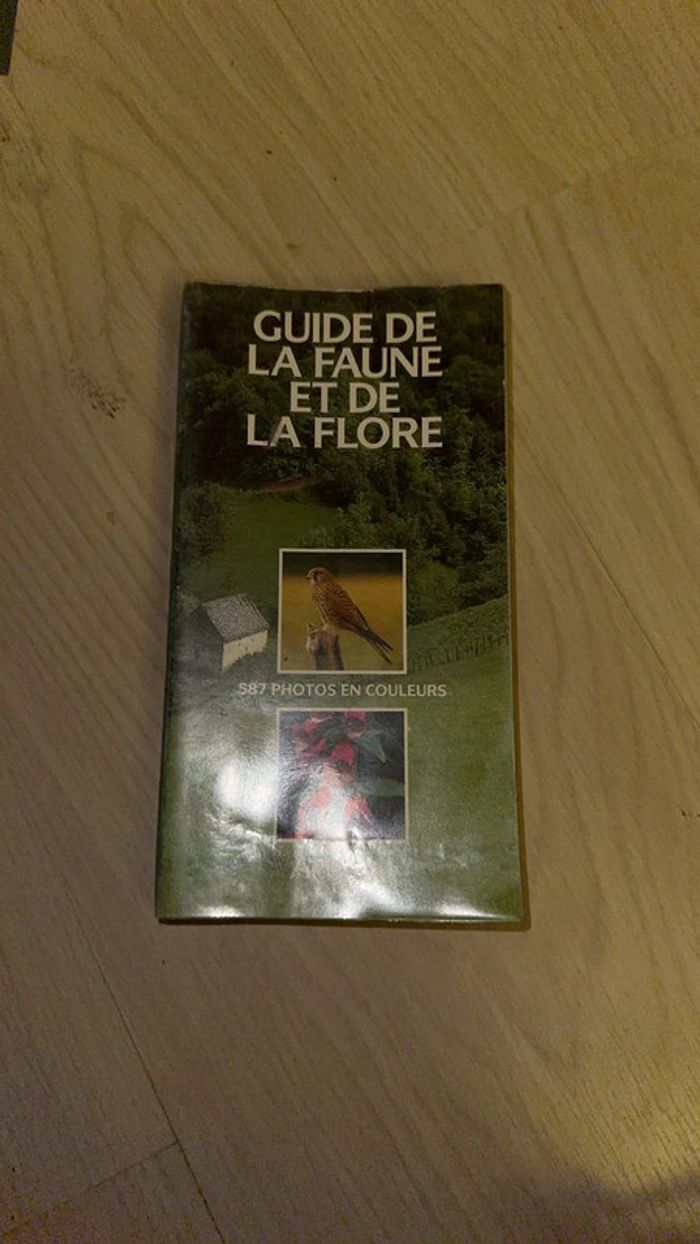 GUIDE DE
LA FAUNE
ET DE
LA FLORE
587 PHOTOS EN COULEURS